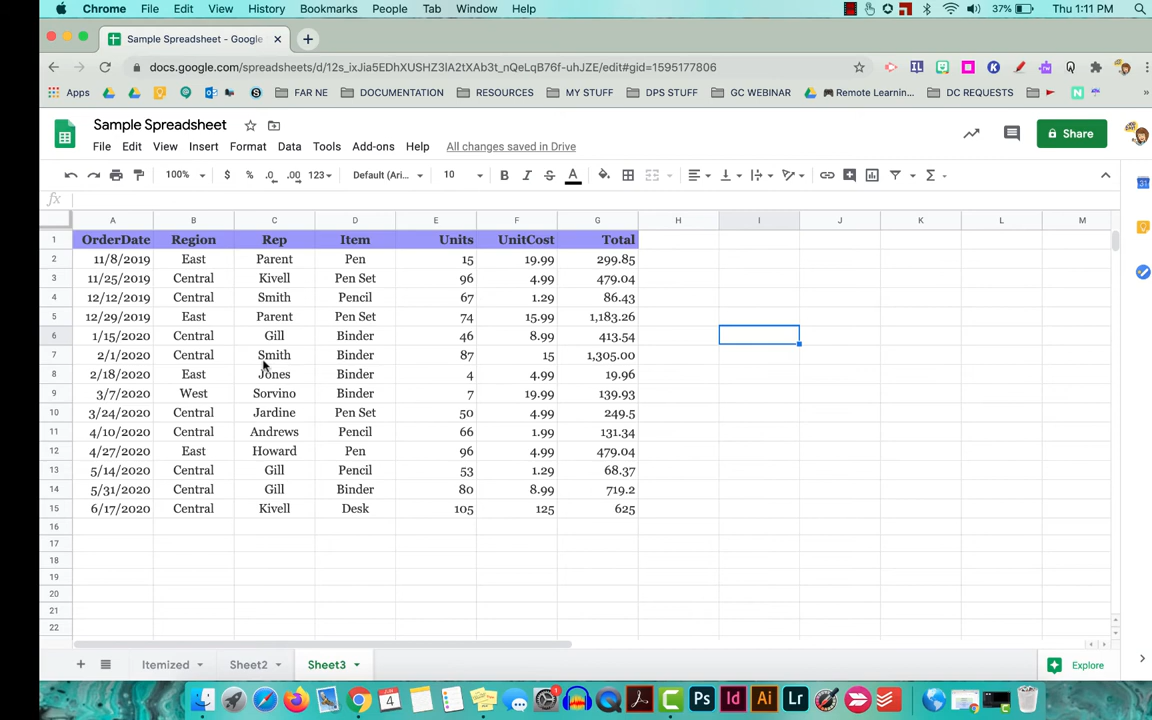 Chrome File Edit View History Bookmarks People Tab Window Help 37% Thu 1:11 PM
Sample Spreadsheet - Google
docs.google.com/spreadsheets/d/12s_ixJia5EDhXUSHZ3lA2tXAb3t_nQeLqB76f-uhJZE/edit#gid=1595177806
Apps FAR NE DOCUMENTATION RESOURCES MY STUFF DPS STUFF GC WEBINAR Remote Learnin... DC REQUESTS
Sample Spreadsheet
File Edit View Insert Format Data Tools Add-ons Help All changes saved in Drive
Share
100% $ % .0 .00 123 Default (Ari... 10 B I S A
fx
A B C D E F G H I J K L M
1 OrderDate Region Rep Item Units UnitCost Total
2 11/8/2019 East Parent Pen 15 19.99 299.85
3 11/25/2019 Central Kivell Pen Set 96 4.99 479.04
4 12/12/2019 Central Smith Pencil 67 1.29 86.43
5 12/29/2019 East Parent Pen Set 74 15.99 1,183.26
6 1/15/2020 Central Gill Binder 46 8.99 413.54
7 2/1/2020 Central Smith Binder 87 15 1,305.00
8 2/18/2020 East Jones Binder 4 4.99 19.96
9 3/7/2020 West Sorvino Binder 7 19.99 139.93
10 3/24/2020 Central Jardine Pen Set 50 4.99 249.5
11 4/10/2020 Central Andrews Pencil 66 1.99 131.34
12 4/27/2020 East Howard Pen 96 4.99 479.04
13 5/14/2020 Central Gill Pencil 53 1.29 68.37
14 5/31/2020 Central Gill Binder 80 8.99 719.2
15 6/17/2020 Central Kivell Desk 105 125 625
16
17
18
19
20
21
22
Itemized Sheet2 Sheet3 Explore
4 1 Ps Id Ai Lr